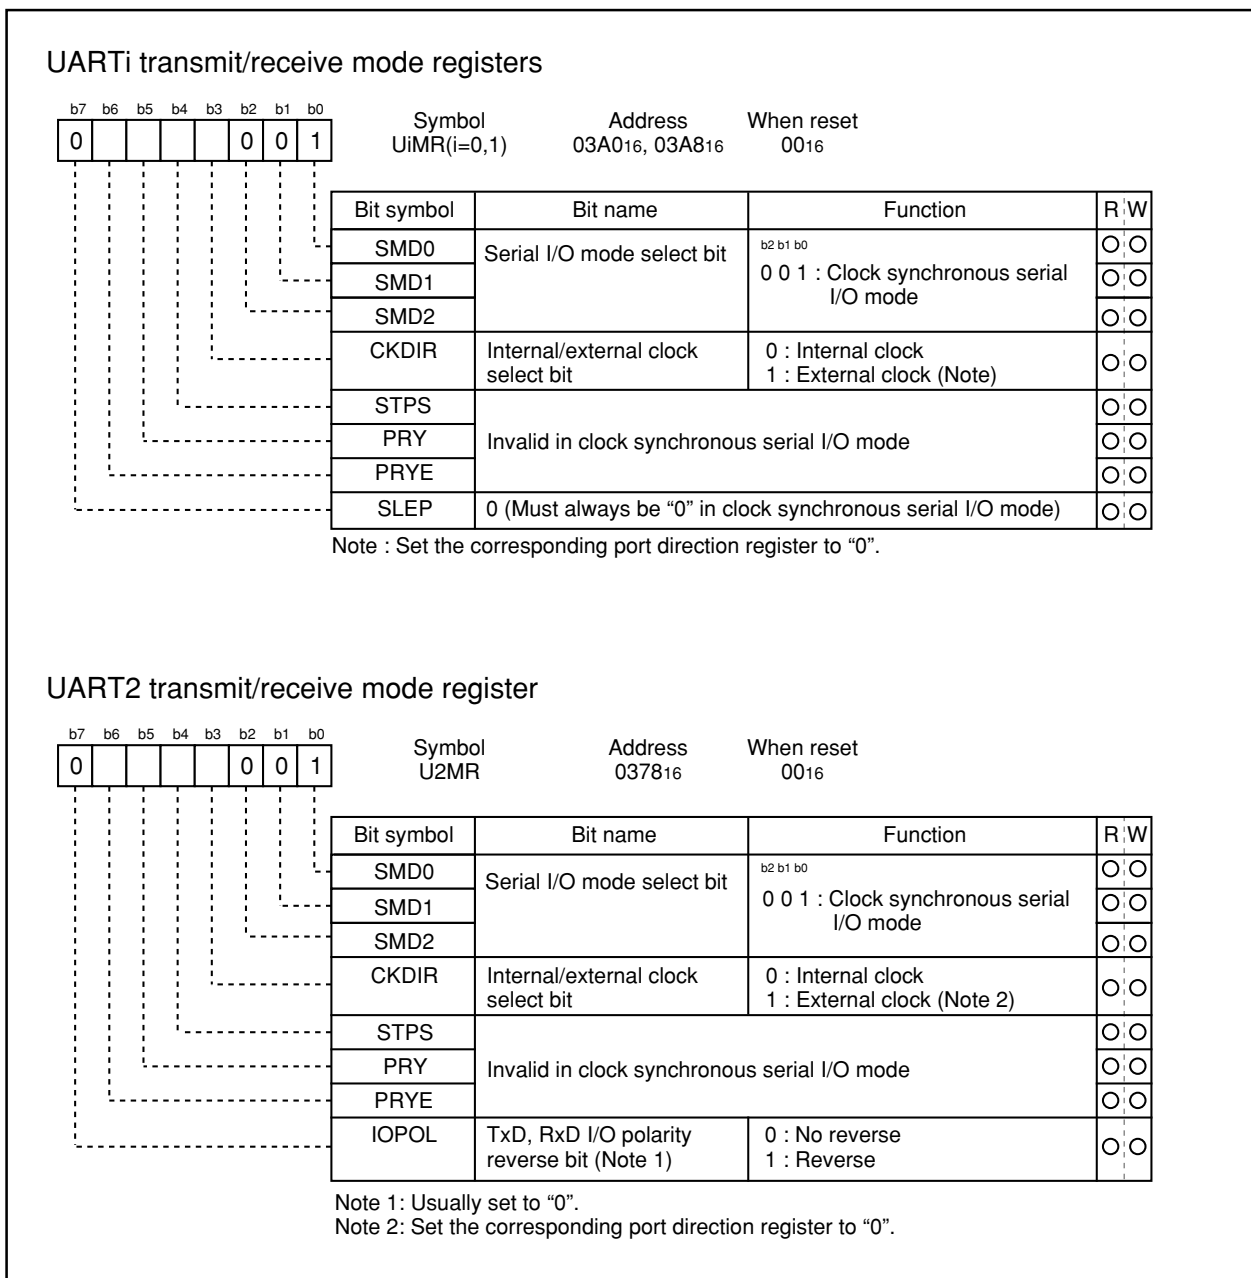 UARTi transmit/receive mode registers
b7 b6 b5 b4 b3 b2 b1 b0
0 0 0 1
Symbol Address When reset
UiMR(i=0,1) 03A016, 03A816 0016
Bit symbol Bit name Function R W
SMD0 Serial I/O mode select bit b2 b1 b0
SMD1 0 0 1 : Clock synchronous serial
I/O mode
SMD2
CKDIR Internal/external clock 0 : Internal clock
select bit 1 : External clock (Note)
STPS
PRY Invalid in clock synchronous serial I/O mode
PRYE
SLEP 0 (Must always be “0” in clock synchronous serial I/O mode)
Note : Set the corresponding port direction register to “0”.
UART2 transmit/receive mode register
b7 b6 b5 b4 b3 b2 b1 b0
0 0 0 1
Symbol Address When reset
U2MR 037816 0016
Bit symbol Bit name Function R W
SMD0 Serial I/O mode select bit b2 b1 b0
SMD1 0 0 1 : Clock synchronous serial
I/O mode
SMD2
CKDIR Internal/external clock 0 : Internal clock
select bit 1 : External clock (Note 2)
STPS
PRY Invalid in clock synchronous serial I/O mode
PRYE
IOPOL TxD, RxD I/O polarity 0 : No reverse
reverse bit (Note 1) 1 : Reverse
Note 1: Usually set to “0”.
Note 2: Set the corresponding port direction register to “0”.